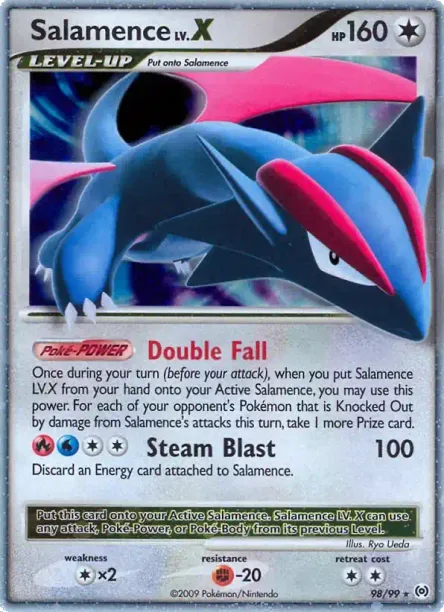 Salamence LV.X HP 160
LEVEL-UP Put onto Salamence
Poké-POWER Double Fall
Once during your turn (before your attack), when you put Salamence
LV.X from your hand onto your Active Salamence, you may use this
power. For each of your opponent's Pokémon that is Knocked Out
by damage from Salamence's attacks this turn, take 1 more Prize card.
Steam Blast 100
Discard an Energy card attached to Salamence.
Put this card onto your Active Salamence. Salamence LV. X can use
any attack, Poké-Power, or Poké-Body from its previous Level.
Illus. Ryo Ueda
weakness resistance retreat cost
×2 -20
©2009 Pokémon/Nintendo 98/99 ★